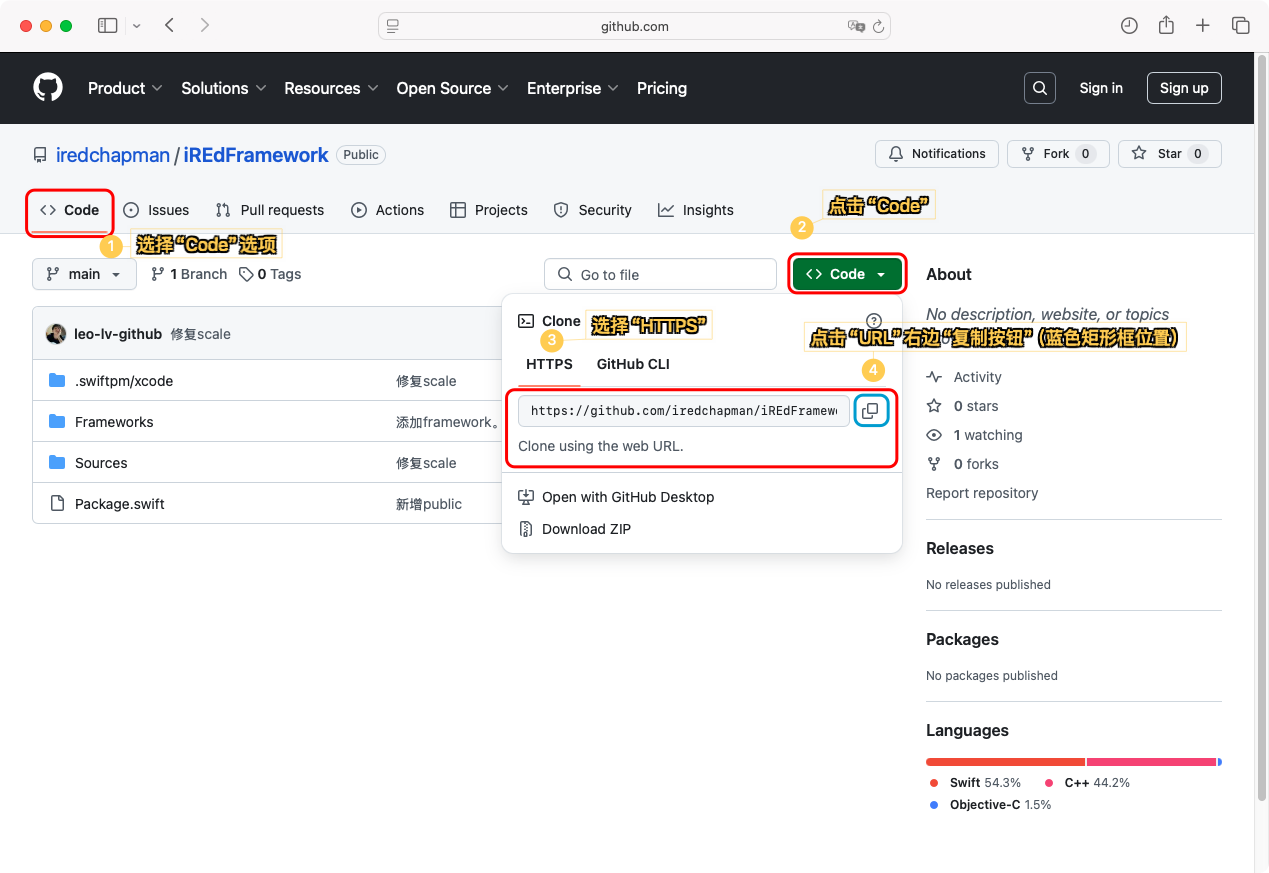 github.com
Product Solutions Resources Open Source Enterprise Pricing Sign in Sign up
iredchapman / iREdFramework Public Notifications Fork 0 Star 0
Code Issues Pull requests Actions Projects Security Insights
点击“Code”
2
1
选择“Code”选项
main 1 Branch 0 Tags Go to file Code
About
leo-lv-github 修复scale
.swiftpm/xcode 修复scale
Frameworks 添加framework。
Sources 修复scale
Package.swift 新增public
Clone
选择“HTTPS”
3
HTTPS GitHub CLI
点击“URL”右边“复制按钮”(蓝色矩形框位置)
4
https://github.com/iredchapman/iREdFramew
Clone using the web URL.
Open with GitHub Desktop
Download ZIP
No description, website, or topics
Activity
0 stars
1 watching
0 forks
Report repository
Releases
No releases published
Packages
No packages published
Languages
Swift 54.3% C++ 44.2%
Objective-C 1.5%